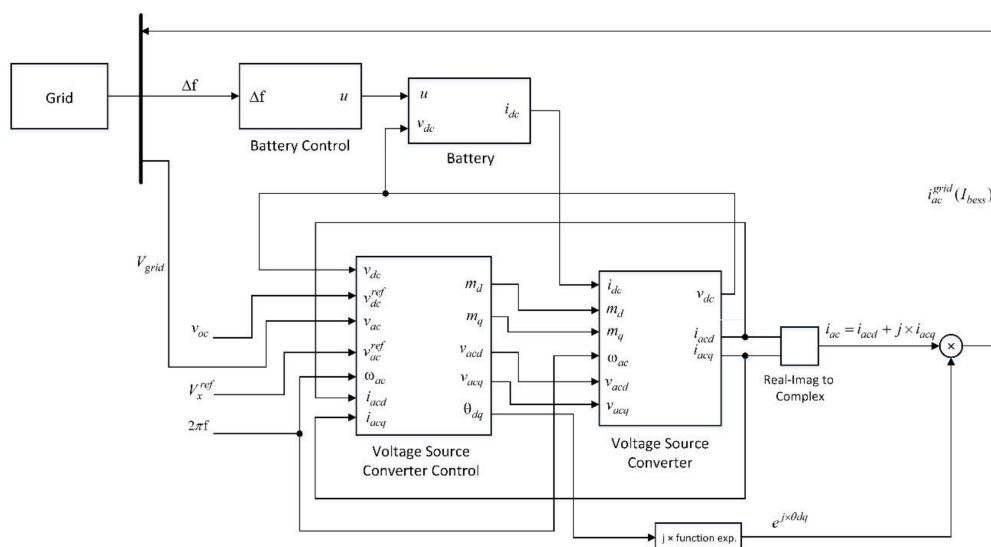 Grid
Δf
Δf
u
Battery Control
u
v_dc
i_dc
Battery
i_ac^grid (I_bess)
V_grid
v_oc
V_x^ref
2πf
v_dc
v_dc^ref
v_ac
v_ac^ref
ω_ac
i_acd
i_acq
m_d
m_q
v_acd
v_acq
θ_dq
Voltage Source
Converter Control
i_dc
m_d
m_q
ω_ac
v_acd
v_acq
v_dc
i_acd
i_acq
Voltage Source
Converter
i_ac = i_acd + j × i_acq
×
Real-Imag to
Complex
e^{j×θdq}
j × function exp.